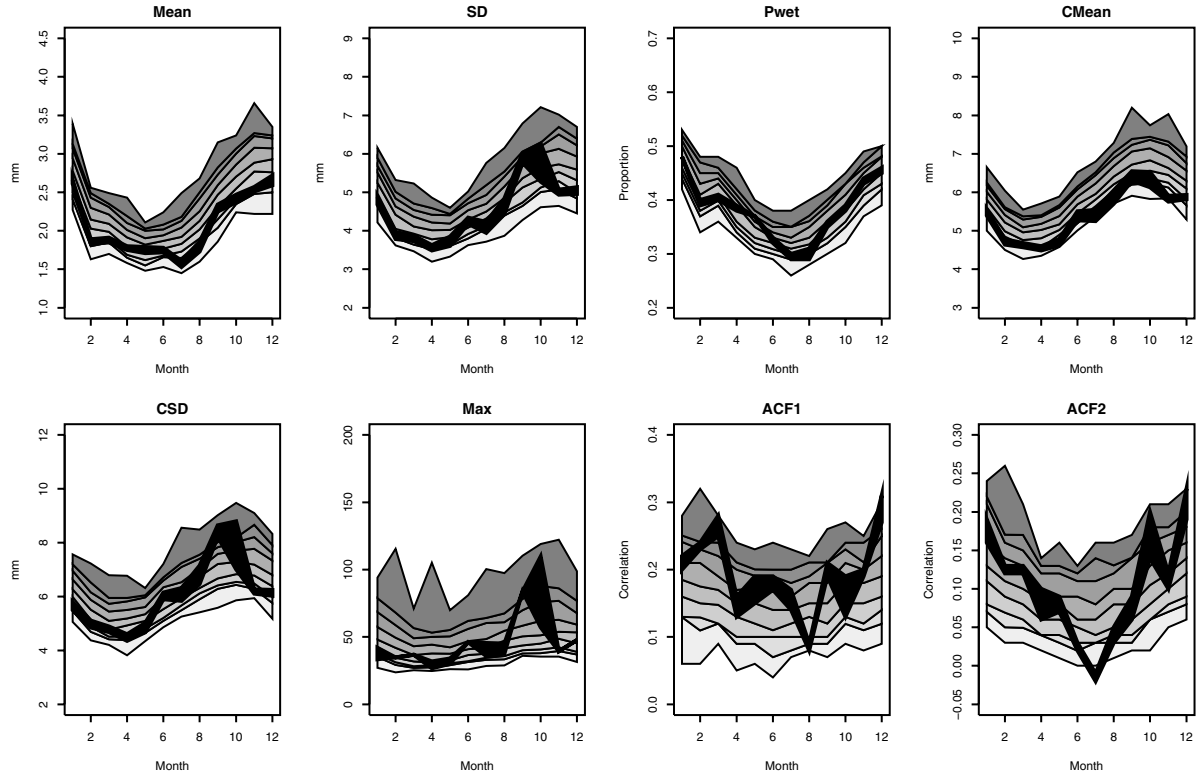 Mean
SD
Pwet
CMean
mm
1.0 1.5 2.0 2.5 3.0 3.5 4.0 4.5
2 4 6 8 10 12
Month
mm
2 3 4 5 6 7 8 9
2 4 6 8 10 12
Month
Proportion
0.2 0.3 0.4 0.5 0.6 0.7
2 4 6 8 10 12
Month
mm
3 4 5 6 7 8 9 10
2 4 6 8 10 12
Month
CSD
Max
ACF1
ACF2
mm
2 4 6 8 10 12
2 4 6 8 10 12
Month
mm
0 50 100 150 200
2 4 6 8 10 12
Month
Correlation
0.0 0.1 0.2 0.3 0.4
2 4 6 8 10 12
Month
Correlation
−0.05 0.00 0.05 0.10 0.15 0.20 0.25 0.30
2 4 6 8 10 12
Month